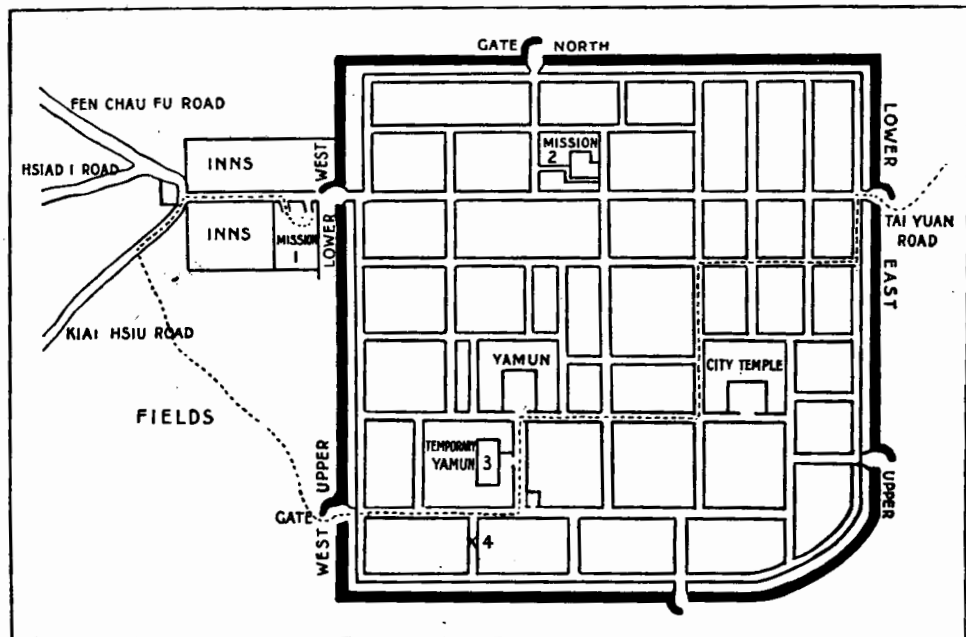 GATE NORTH
FEN CHAU FU ROAD
LOWER
WEST
MISSION
2
INNS
HSIAD I ROAD
TAI YUAN
ROAD
INNS
MISSION
1
LOWER
EAST
KIAI HSIU ROAD
YAMUN
CITY TEMPLE
FIELDS
TEMPORARY
YAMUN
3
UPPER
UPPER
GATE
WEST
4